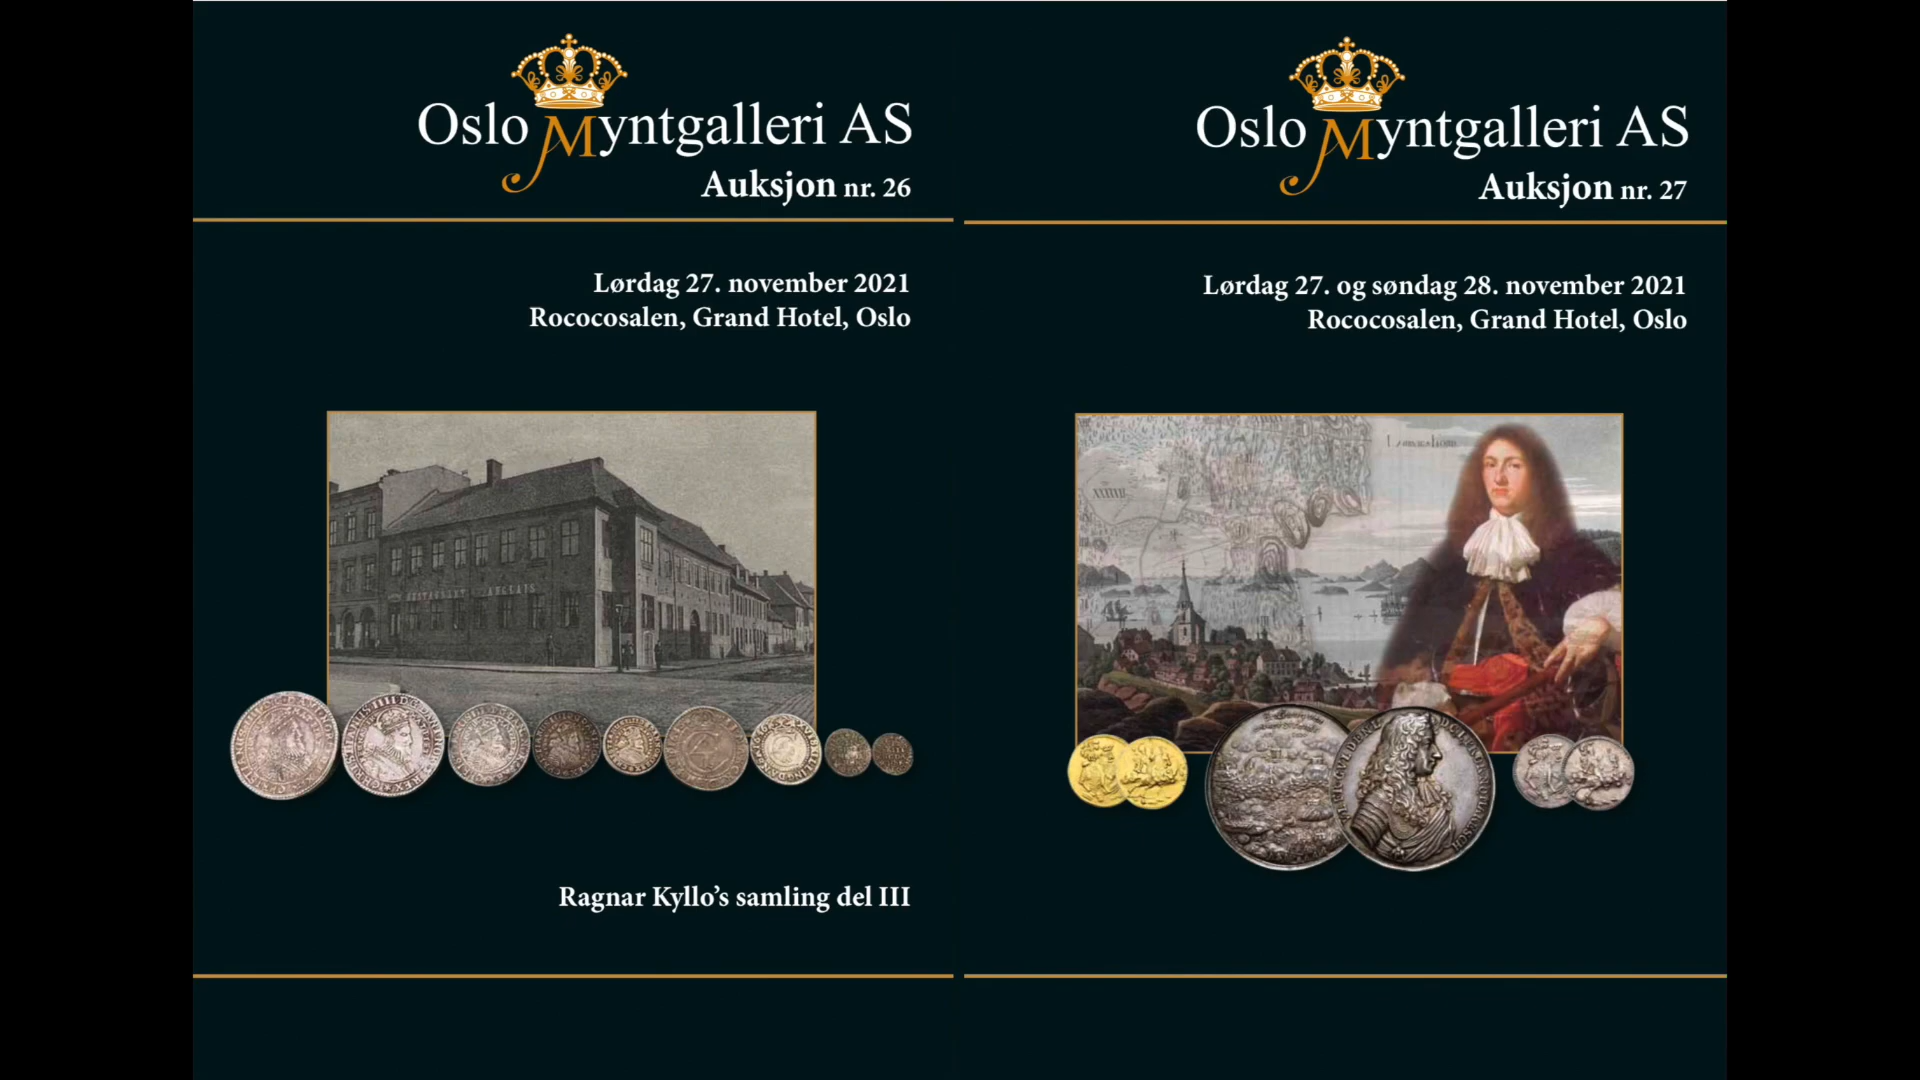 Oslo Myntgalleri AS
Auksjon nr. 26
Lørdag 27. november 2021
Rococosalen, Grand Hotel, Oslo
Ragnar Kyllo’s samling del III
Oslo Myntgalleri AS
Auksjon nr. 27
Lørdag 27. og søndag 28. november 2021
Rococosalen, Grand Hotel, Oslo